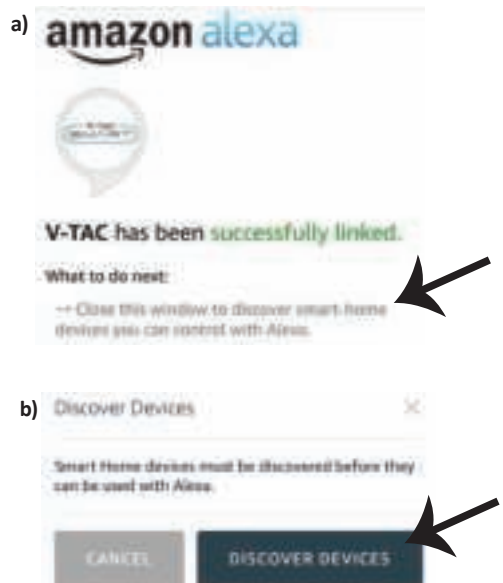 a)
amazon alexa
V-TAC has been successfully linked.
What to do next:
→ Close this window to discover smart-home
devices you can control with Alexa.
b) Discover Devices ×
Smart Home devices must be discovered before they
can be used with Alexa.
CANCEL DISCOVER DEVICES